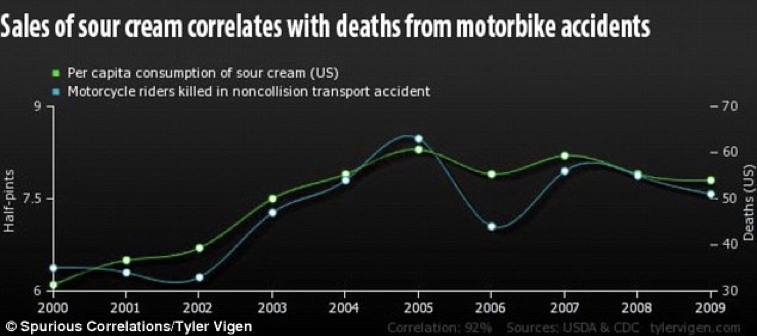 Sales of sour cream correlates with deaths from motorbike accidents
Per capita consumption of sour cream (US)
Motorcycle riders killed in noncollision transport accident
9
7.5
6
Half-pints
70
60
50
40
30
Deaths (US)
2000 2001 2002 2003 2004 2005 2006 2007 2008 2009
© Spurious Correlations/Tyler Vigen
Correlation: 92% Sources: USDA & CDC tylervigen.com